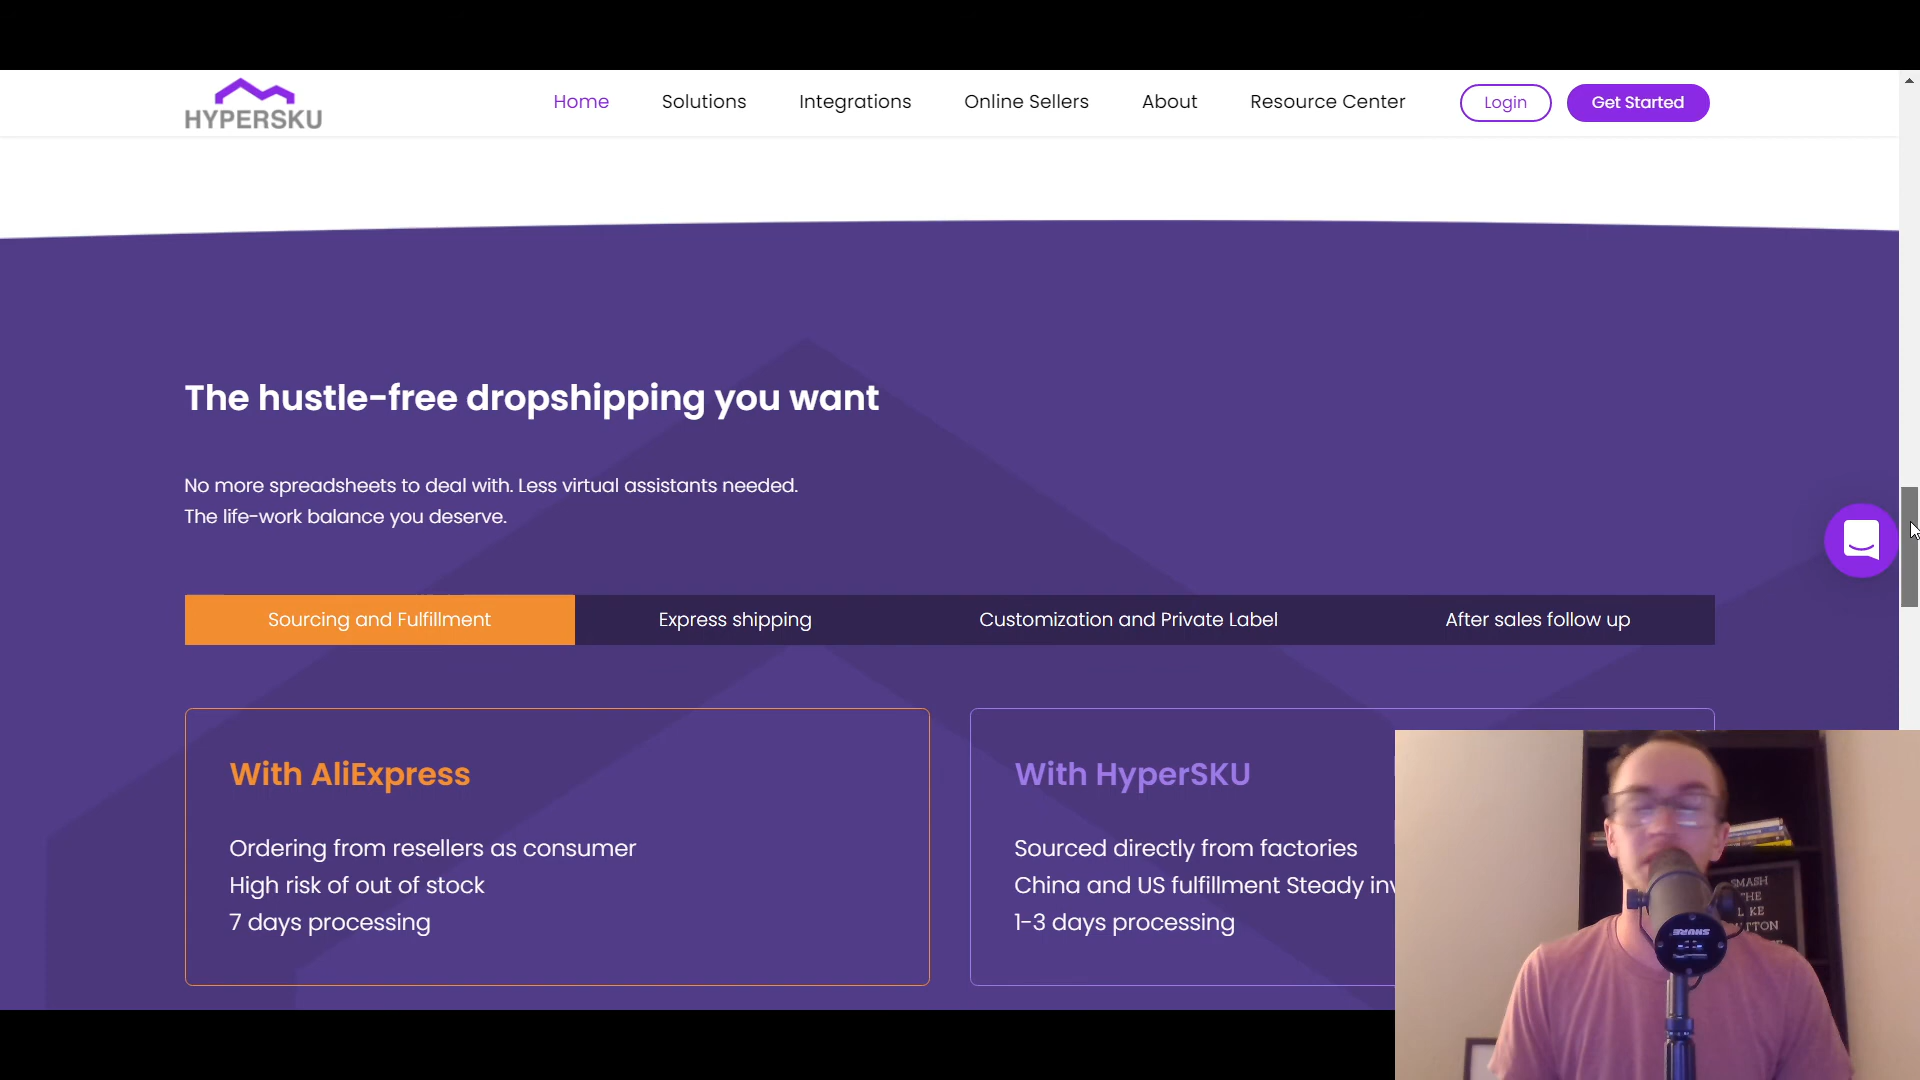 HYPERSKU
Home
Solutions
Integrations
Online Sellers
About
Resource Center
Login
Get Started
The hustle-free dropshipping you want
No more spreadsheets to deal with. Less virtual assistants needed.
The life-work balance you deserve.
Sourcing and Fulfillment
Express shipping
Customization and Private Label
After sales follow up
With AliExpress
Ordering from resellers as consumer
High risk of out of stock
7 days processing
With HyperSKU
Sourced directly from factories
China and US fulfillment Steady
1-3 days processing
SMASH
THE
SHURE